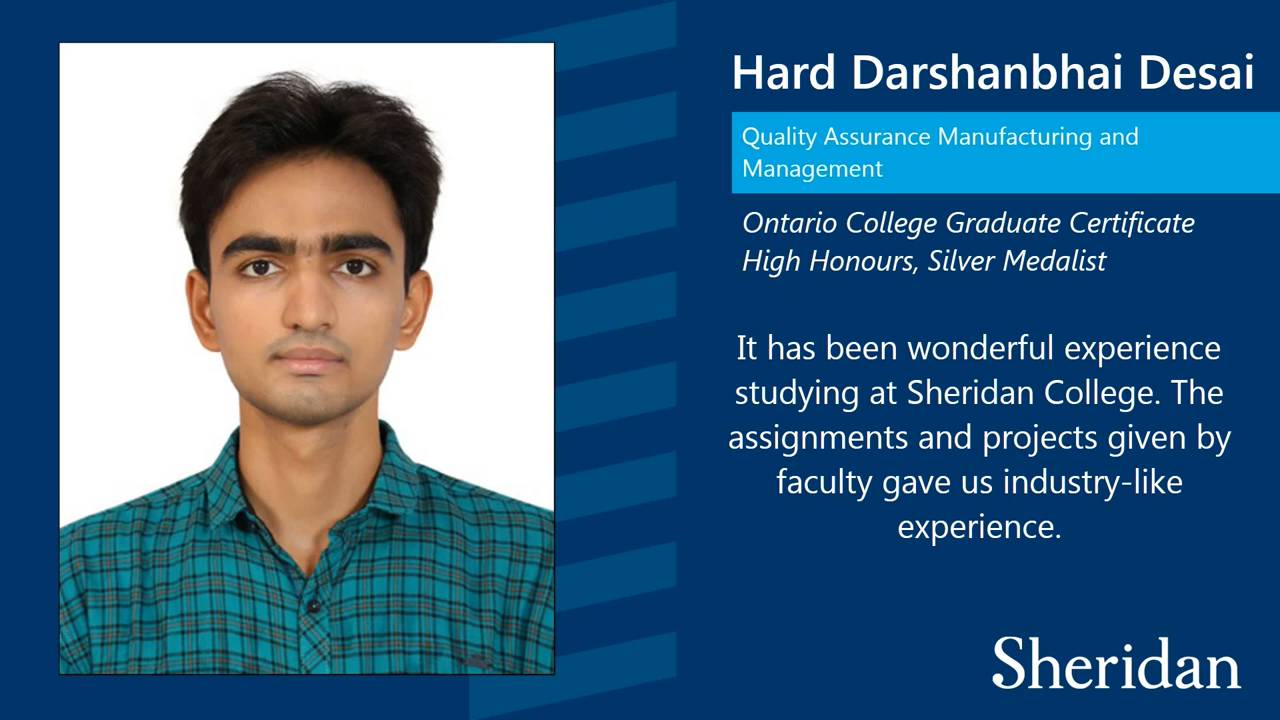 Hard Darshanbhai Desai
Quality Assurance Manufacturing and
Management
Ontario College Graduate Certificate
High Honours, Silver Medalist
It has been wonderful experience
studying at Sheridan College. The
assignments and projects given by
faculty gave us industry-like
experience.
Sheridan